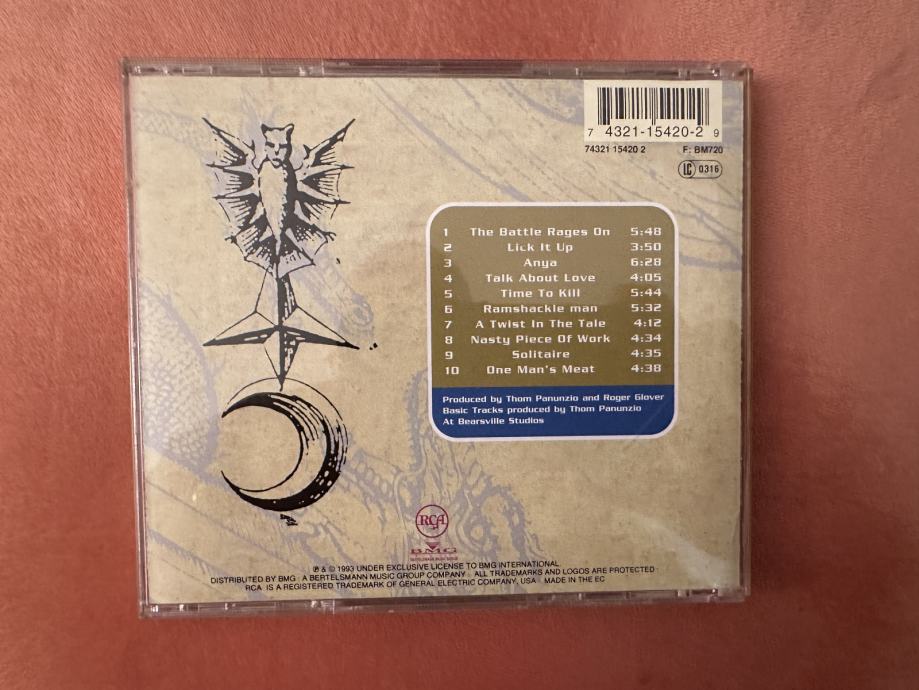 7 4321-15420-2 9
74321 15420 2 F: BM720
LC 0316
1 The Battle Rages On 5:48
2 Lick It Up 3:50
3 Anya 6:28
4 Talk About Love 4:05
5 Time To Kill 5:44
6 Ramshackle man 5:32
7 A Twist In The Tale 4:12
8 Nasty Piece Of Work 4:34
9 Solitaire 4:35
10 One Man's Meat 4:38
Produced by Thom Panunzio and Roger Glover
Basic Tracks produced by Thom Panunzio
At Bearsville Studios
RCA
BMG
℗ & © 1993 UNDER EXCLUSIVE LICENSE TO BMG INTERNATIONAL
DISTRIBUTED BY BMG · A BERTELSMANN MUSIC GROUP COMPANY · ALL TRADEMARKS AND LOGOS ARE PROTECTED ·
RCA IS A REGISTERED TRADEMARK OF GENERAL ELECTRIC COMPANY, USA · MADE IN THE EC